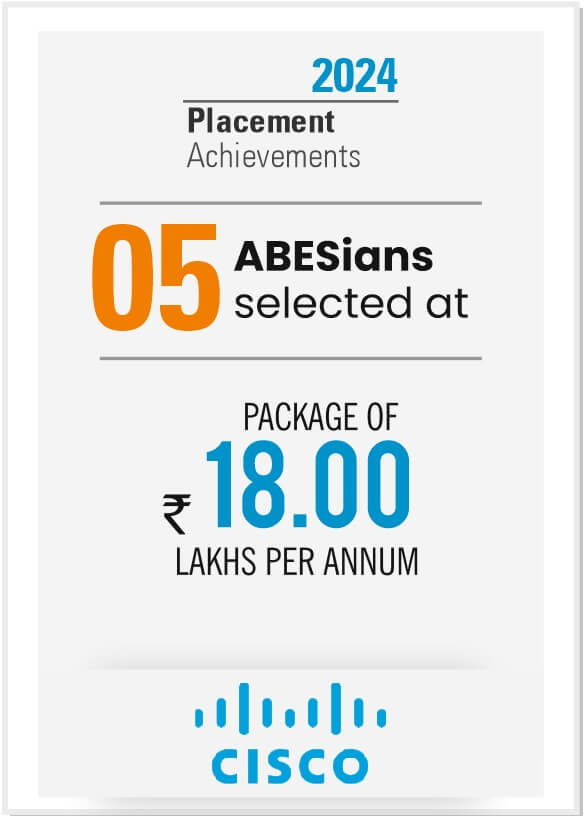 2024
Placement
Achievements
05 ABESians
selected at
PACKAGE OF
₹ 18.00
LAKHS PER ANNUM
CISCO